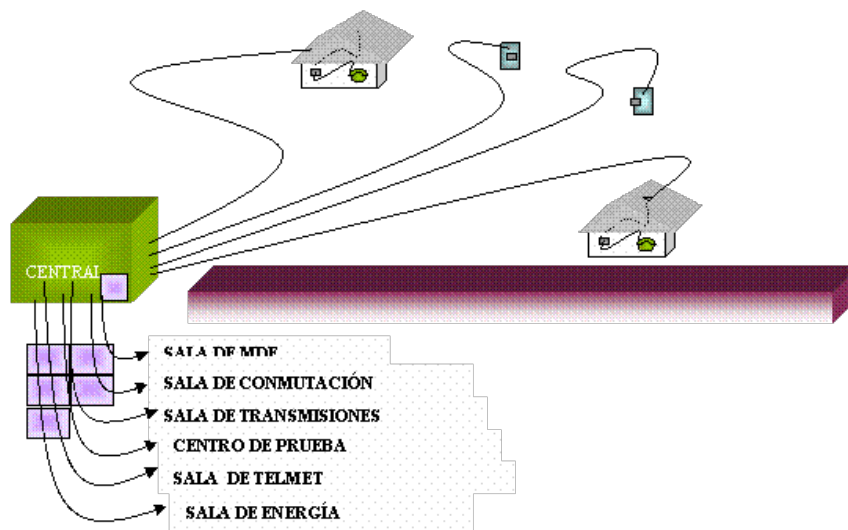 CENTRAL
SALA DE MDF
SALA DE CONMUTACIÓN
SALA DE TRANSMISIONES
CENTRO DE PRUEBA
SALA DE TELMET
SALA DE ENERGÍA